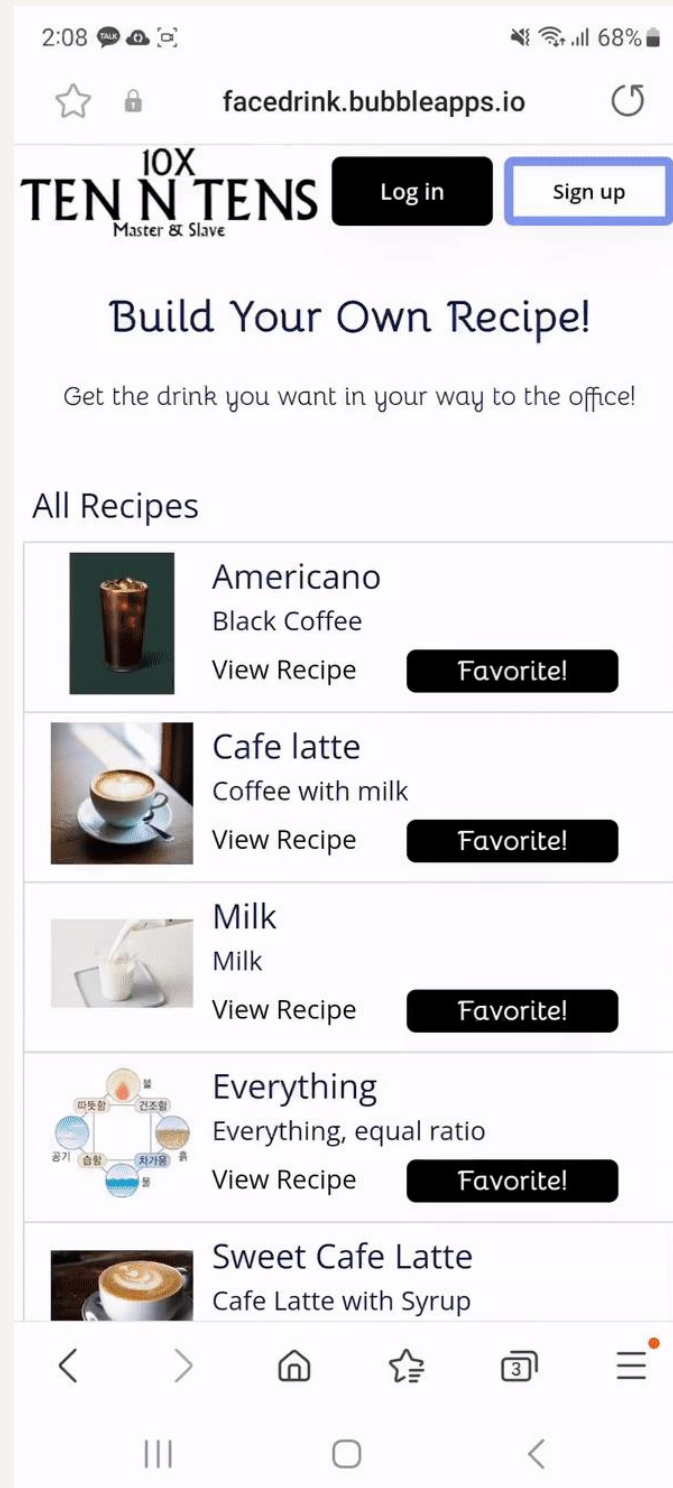 2:08 TALK 68%
facedrink.bubbleapps.io
10X
TEN N TENS
Master & Slave
Log in
Sign up
Build Your Own Recipe!
Get the drink you want in your way to the office!
All Recipes
Americano
Black Coffee
View Recipe Favorite!
Cafe latte
Coffee with milk
View Recipe Favorite!
Milk
Milk
View Recipe Favorite!
불
따뜻함 건조함
공기 흙
습함 차가움
물
Everything
Everything, equal ratio
View Recipe Favorite!
Sweet Cafe Latte
Cafe Latte with Syrup
3